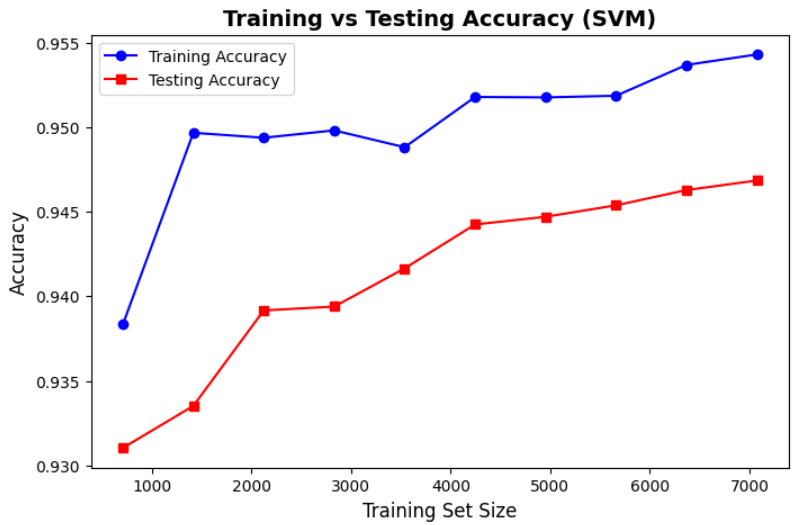 Training vs Testing Accuracy (SVM)
Training Accuracy
Testing Accuracy
Accuracy
0.955
0.950
0.945
0.940
0.935
0.930
1000 2000 3000 4000 5000 6000 7000
Training Set Size